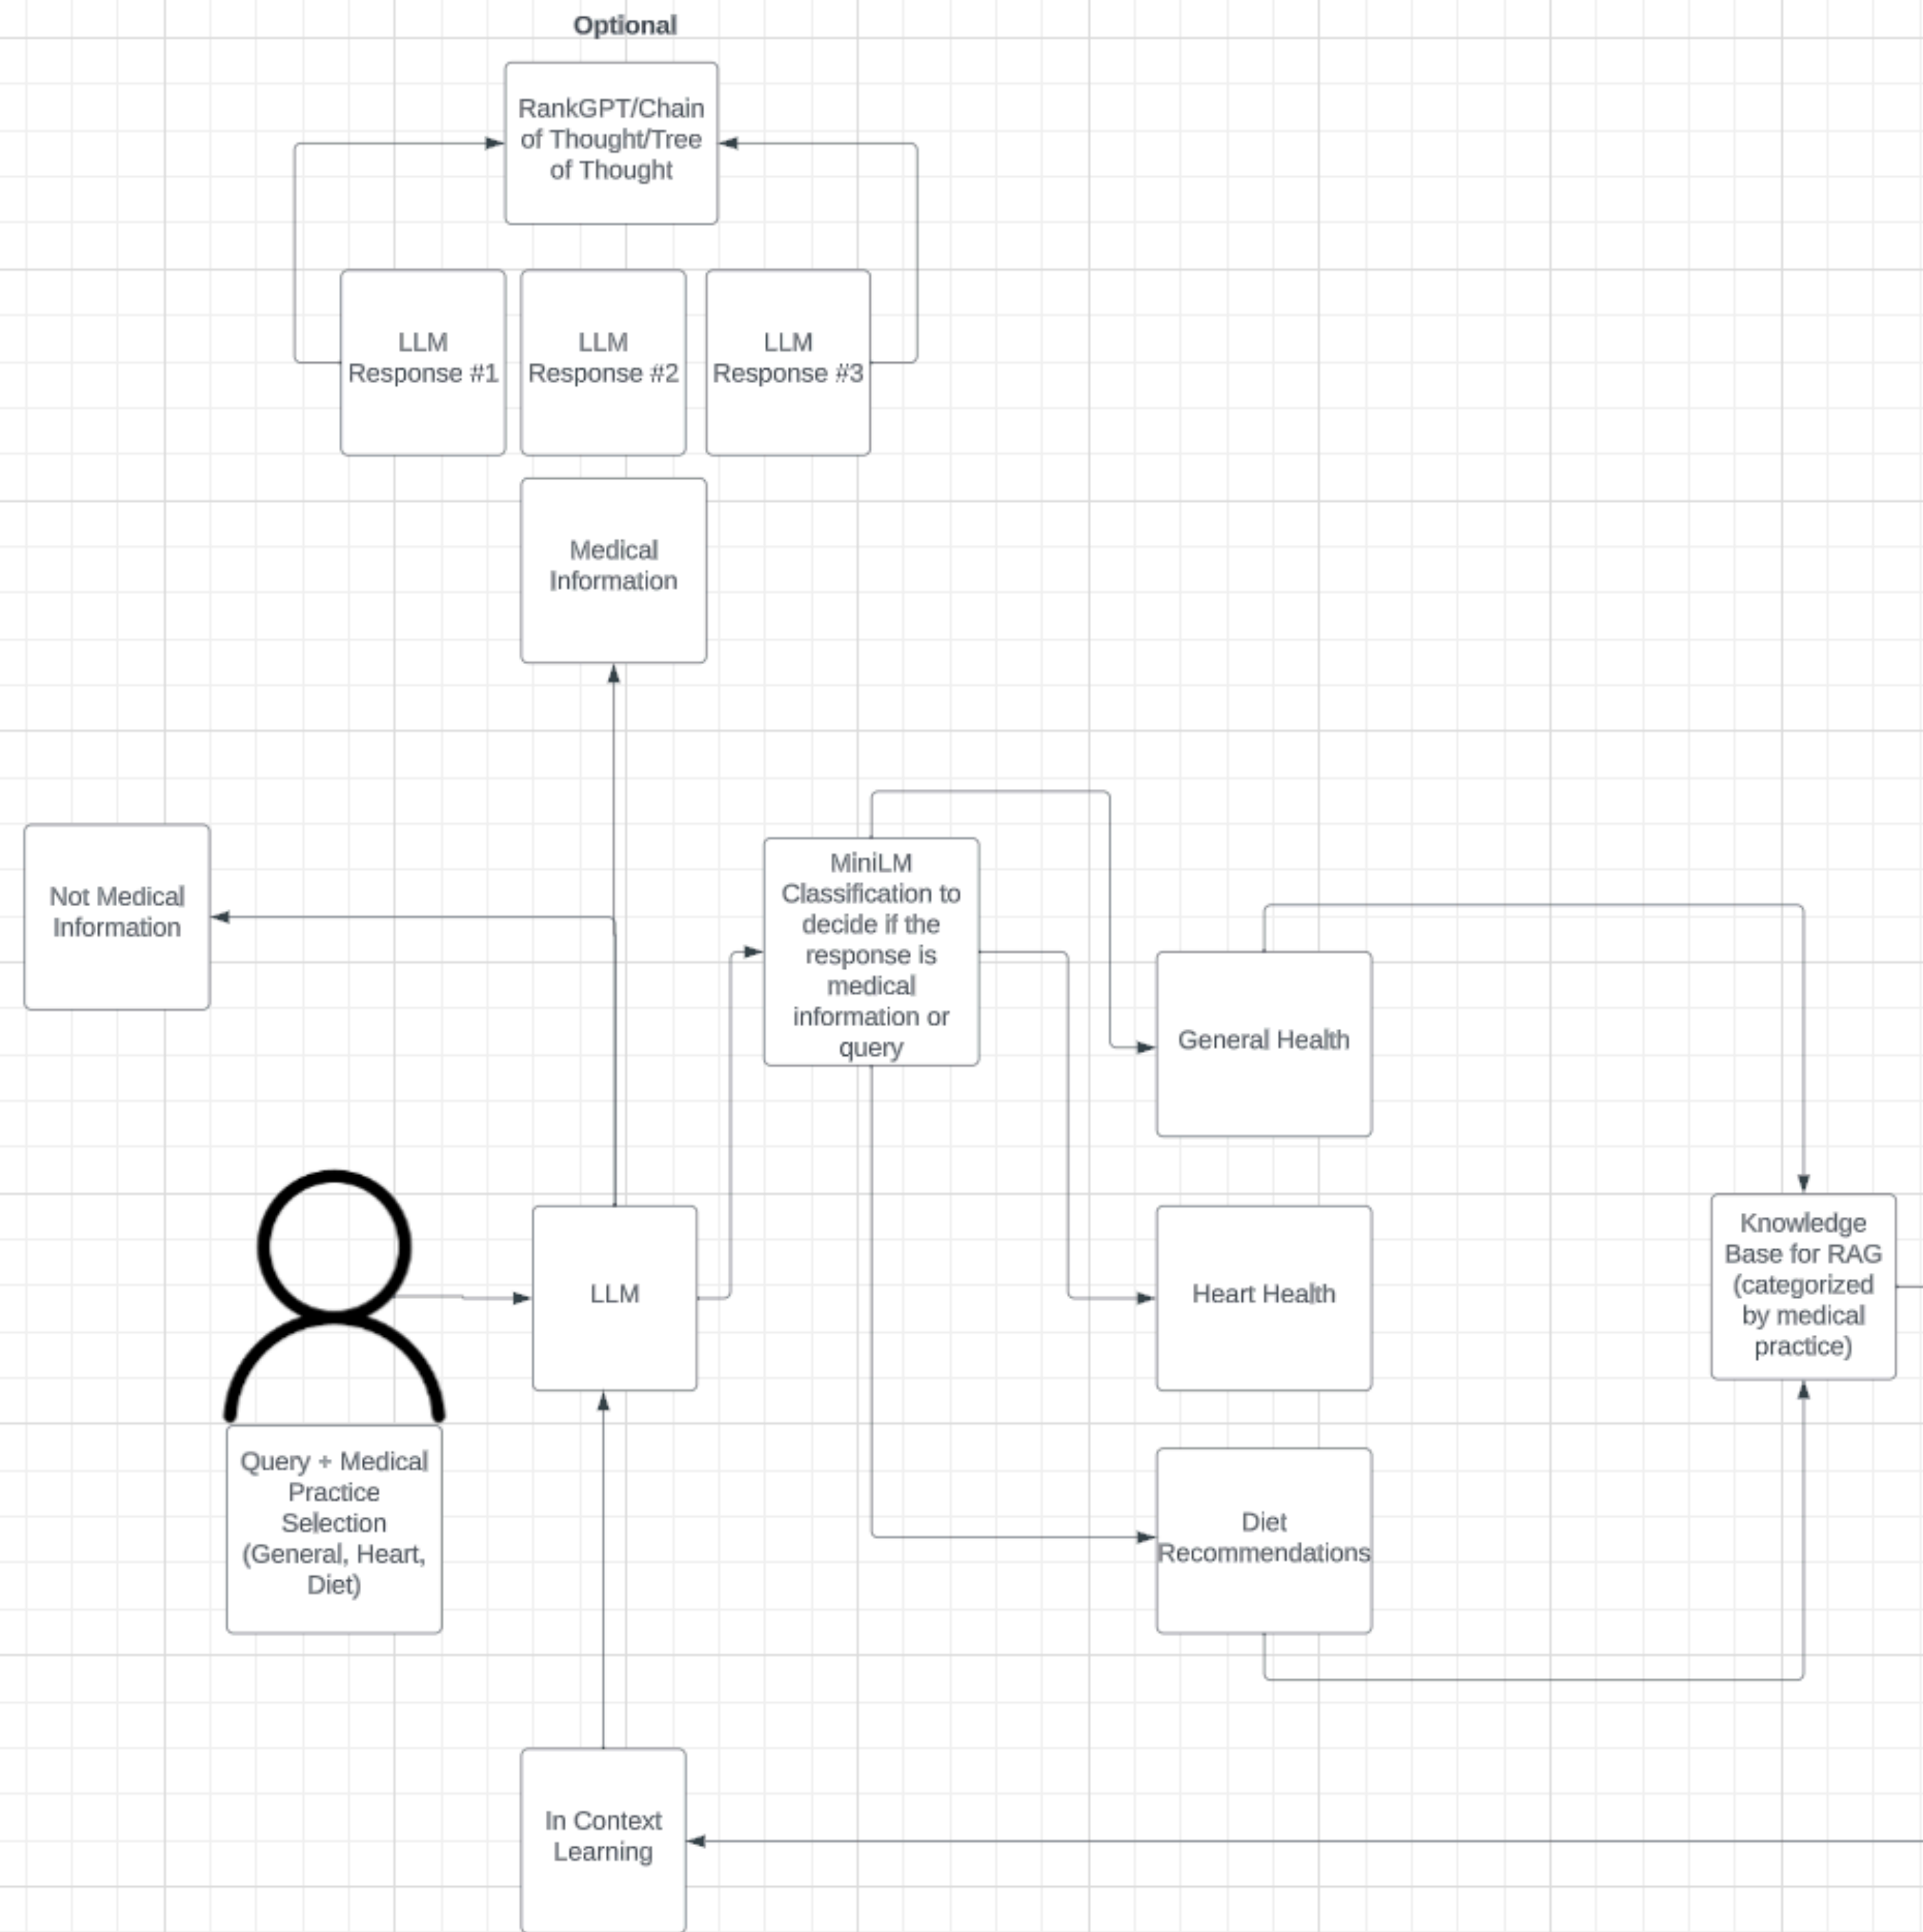 Optional
RankGPT/Chain
of Thought/Tree
of Thought
LLM
Response #1
LLM
Response #2
LLM
Response #3
Medical
Information
Not Medical
Information
MiniLM
Classification to
decide if the
response is
medical
information or
query
General Health
Knowledge
Base for RAG
(categorized
by medical
practice)
LLM
Heart Health
Query + Medical
Practice
Selection
(General, Heart,
Diet)
Diet
Recommendations
In Context
Learning